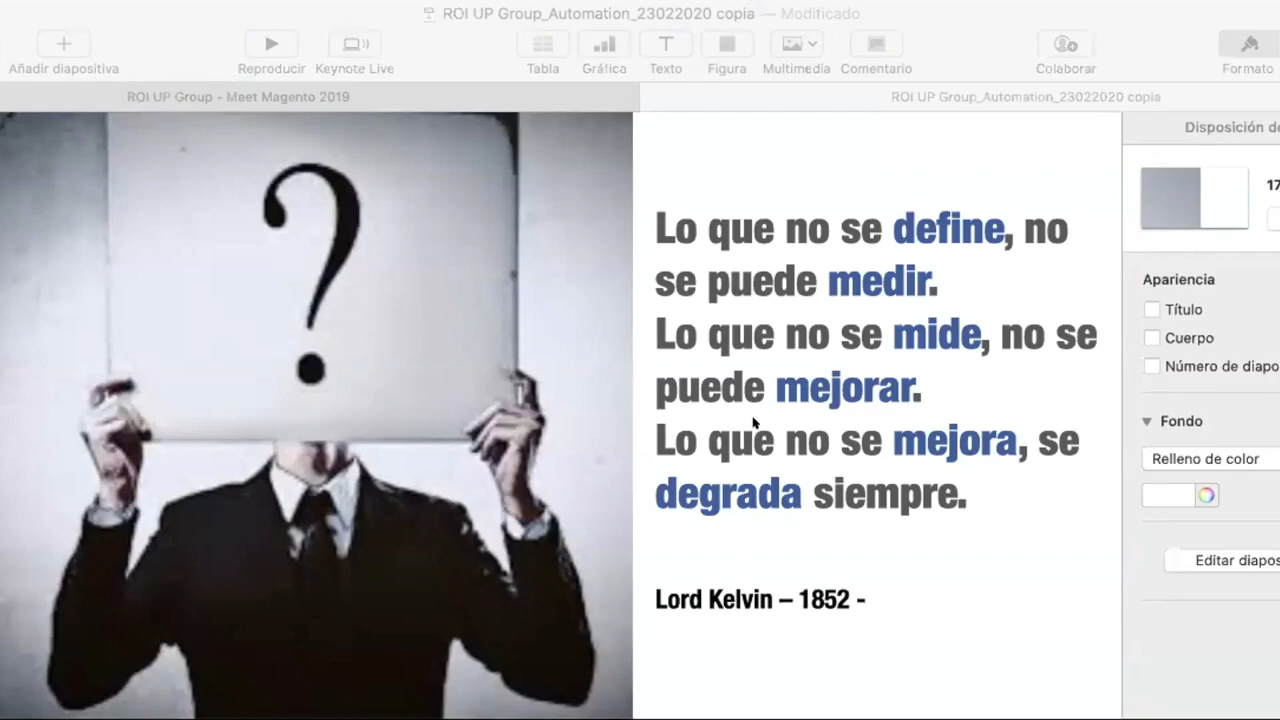 ROI UP Group_Automation_23022020 copia — Modificado
Añadir diapositiva
Reproducir
Keynote Live
Tabla
Gráfica
Texto
Figura
Multimedia
Comentario
Colaborar
Formato
ROI UP Group - Meet Magento 2019
ROI UP Group_Automation_23022020 copia
?
Lo que no se define, no
se puede medir.
Lo que no se mide, no se
puede mejorar.
Lo que no se mejora, se
degrada siempre.
Lord Kelvin – 1852 -
Disposición de
17
Apariencia
Título
Cuerpo
Número de diapo
Fondo
Relleno de color
Editar diapos